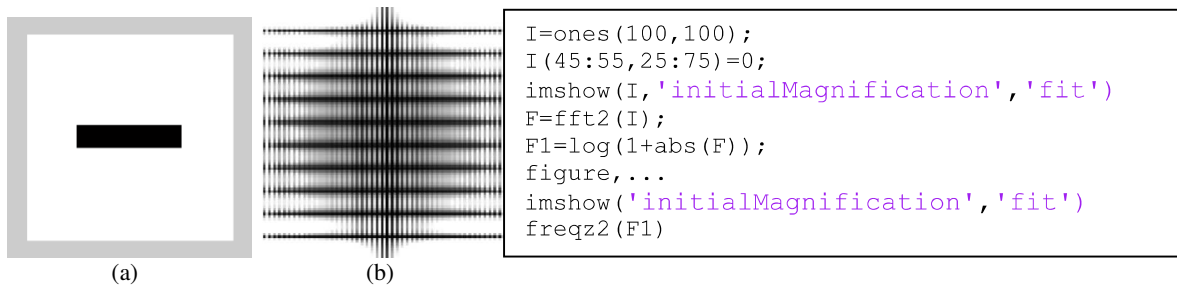 I=ones(100,100);
I(45:55,25:75)=0;
imshow(I,'initialMagnification','fit')
F=fft2(I);
F1=log(1+abs(F));
figure,...
imshow('initialMagnification','fit')
freqz2(F1)
(a)
(b)